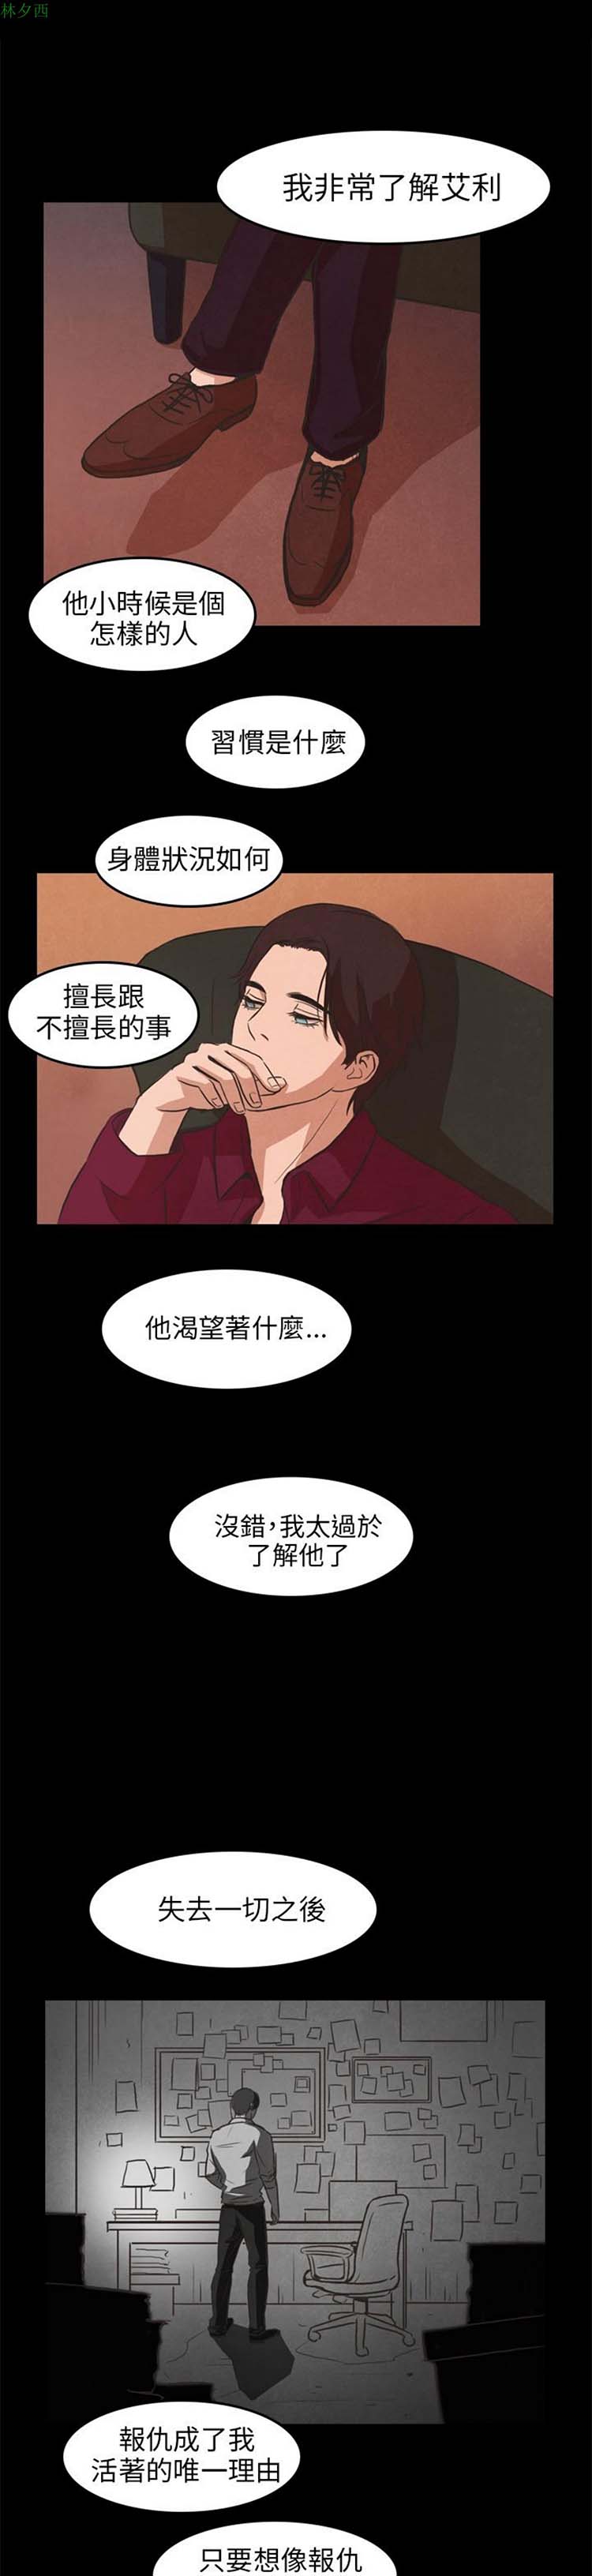 林夕西
我非常了解艾利
他小時候是個
怎樣的人
習慣是什麼
身體狀況如何
擅長跟
不擅長的事
他渴望著什麼...
沒錯,我太過於
了解他了
失去一切之後
報仇成了我
活著的唯一理由
只要想像報仇